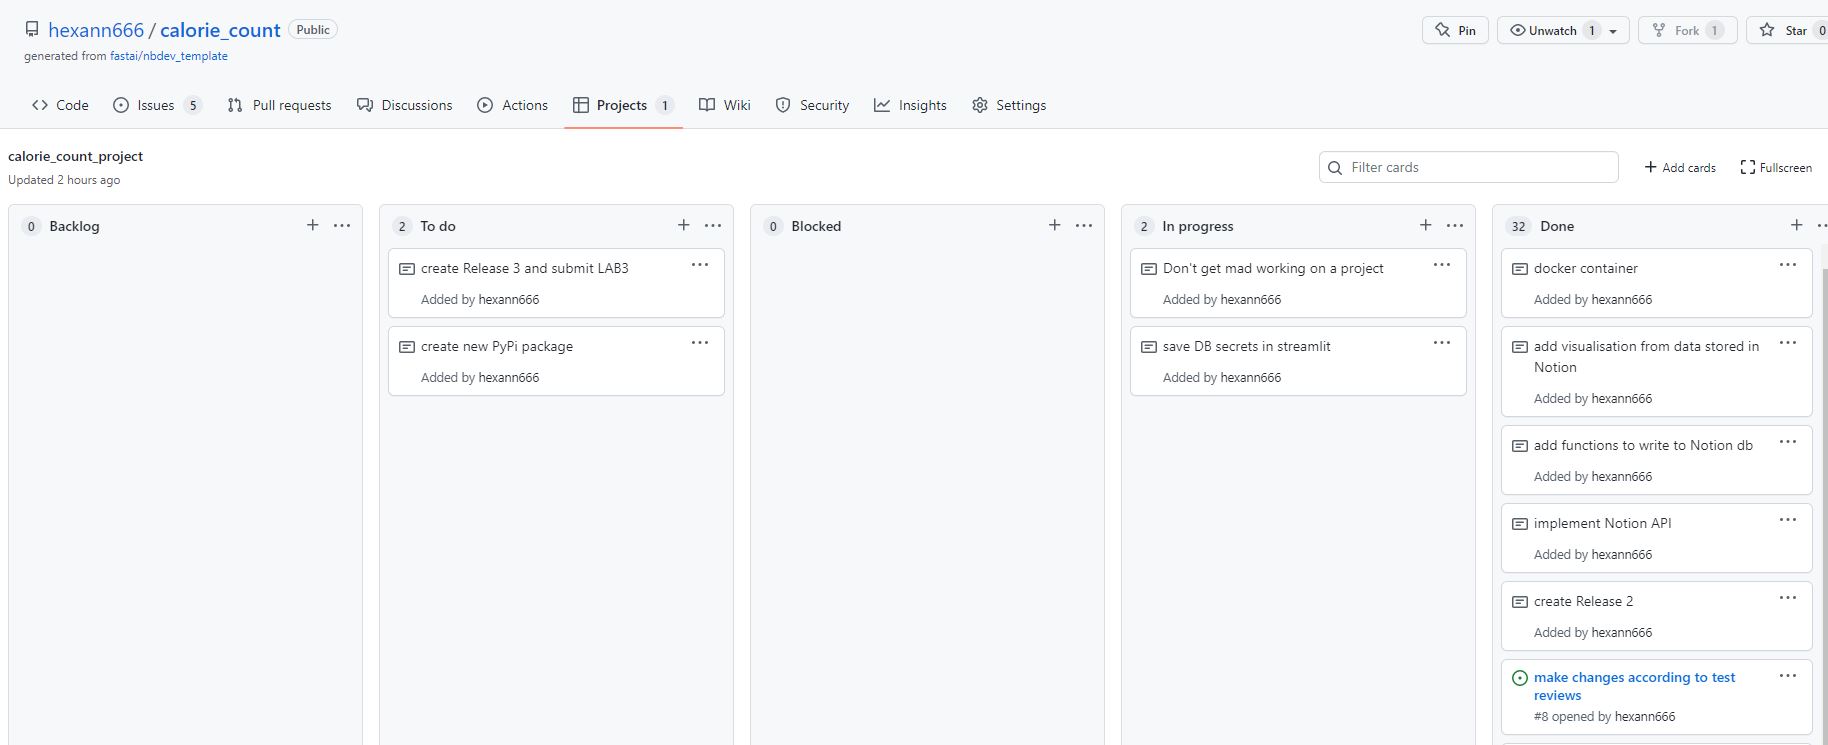 hexann666 / calorie_count Public
Pin Unwatch 1 Fork 1 Star 0
generated from fastai/nbdev_template
Code Issues 5 Pull requests Discussions Actions Projects 1 Wiki Security Insights Settings
calorie_count_project
Updated 2 hours ago
Filter cards
+ Add cards Fullscreen
0 Backlog + ...
2 To do + ...
create Release 3 and submit LAB3 ...
Added by hexann666
create new PyPi package ...
Added by hexann666
0 Blocked + ...
2 In progress + ...
Don't get mad working on a project ...
Added by hexann666
save DB secrets in streamlit ...
Added by hexann666
32 Done + ...
docker container ...
Added by hexann666
add visualisation from data stored in ...
Notion
Added by hexann666
add functions to write to Notion db ...
Added by hexann666
implement Notion API ...
Added by hexann666
create Release 2 ...
Added by hexann666
make changes according to test ...
reviews
#8 opened by hexann666